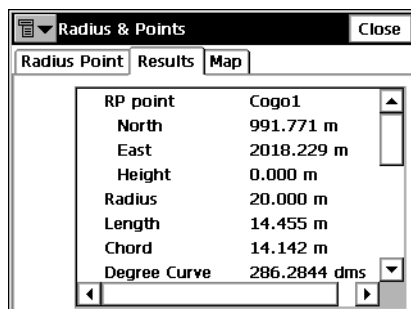 Radius & Points Close
Radius Point Results Map
RP point Cogo1
North 991.771 m
East 2018.229 m
Height 0.000 m
Radius 20.000 m
Length 14.455 m
Chord 14.142 m
Degree Curve 286.2844 dms